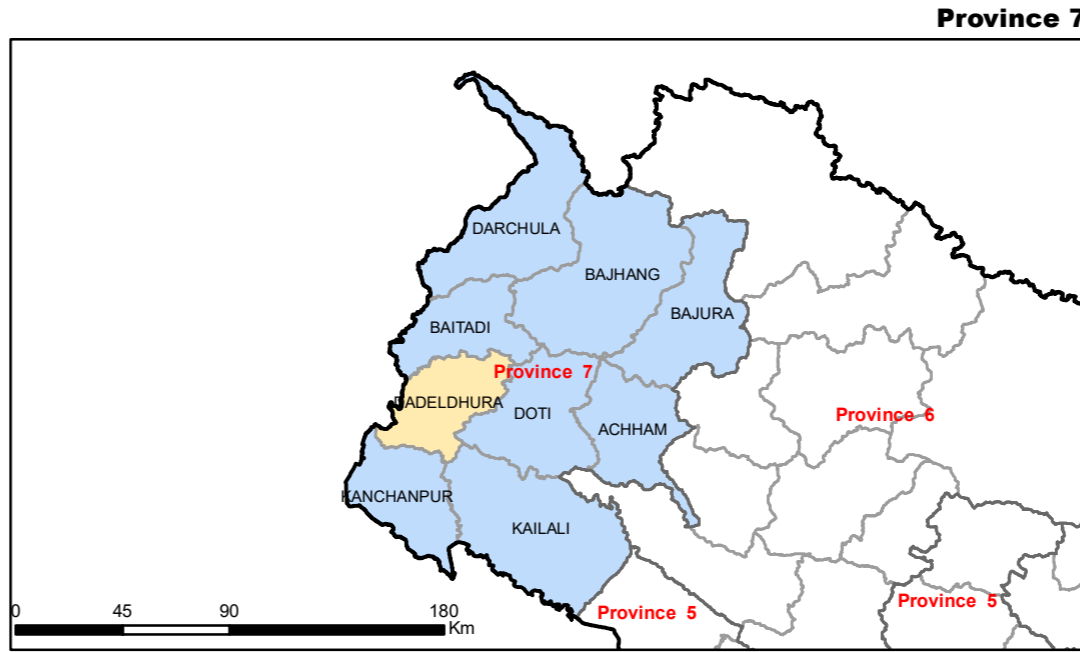 Province 7
DARCHULA
BAJHANG
BAJURA
BAITADI
Province 7
DADELDHURA
DOTI
ACHHAM
Province 6
KANCHANPUR
KAILALI
Province 5
Province 5
0 45 90 180
Km